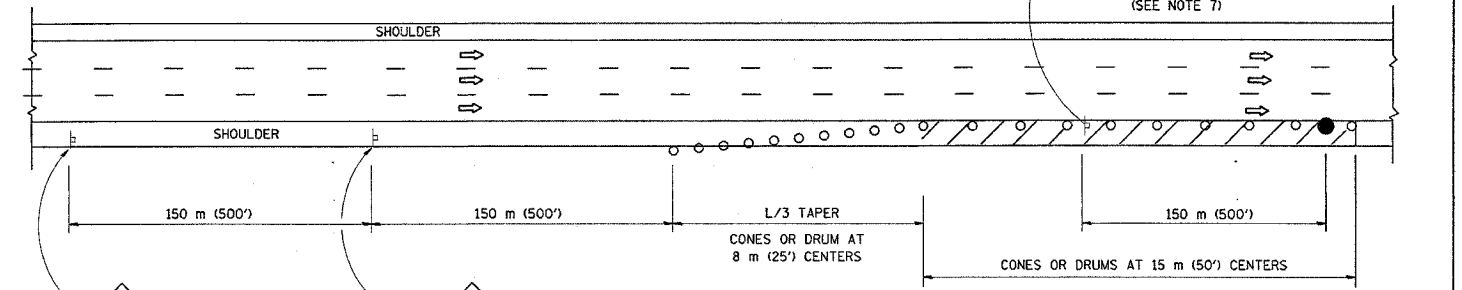 (SEE NOTE 7)
SHOULDER
SHOULDER
150 m (500')
150 m (500')
L/3 TAPER
150 m (500')
CONES OR DRUM AT
8 m (25') CENTERS
CONES OR DRUMS AT 15 m (50') CENTERS